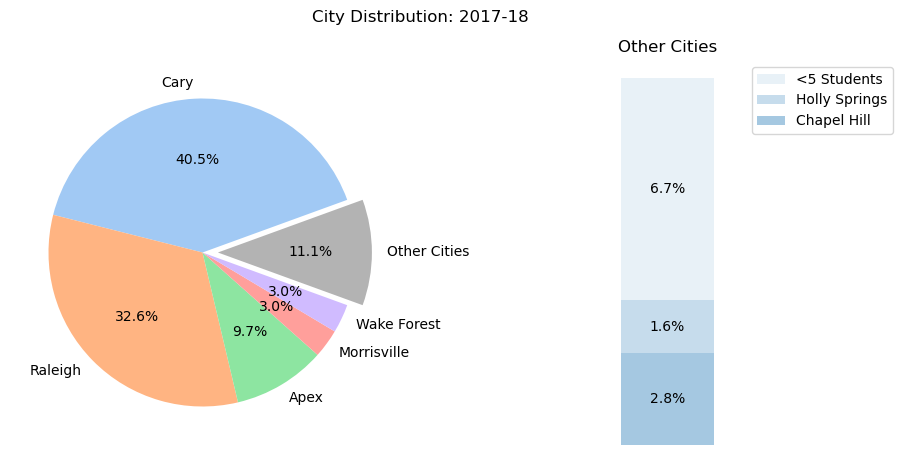 City Distribution: 2017-18
Cary
40.5%
Raleigh
32.6%
Apex
9.7%
Morrisville
3.0%
Wake Forest
3.0%
Other Cities
11.1%
Other Cities
6.7%
1.6%
2.8%
<5 Students
Holly Springs
Chapel Hill